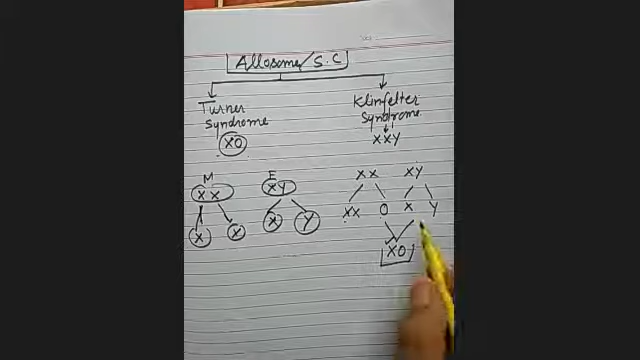 Allosome/S.C
Turner Syndrome
XO
Klinfelter Syndrome
XXY
M
XX
X X
F
XY
X Y
XX XY
XX O X Y
XO